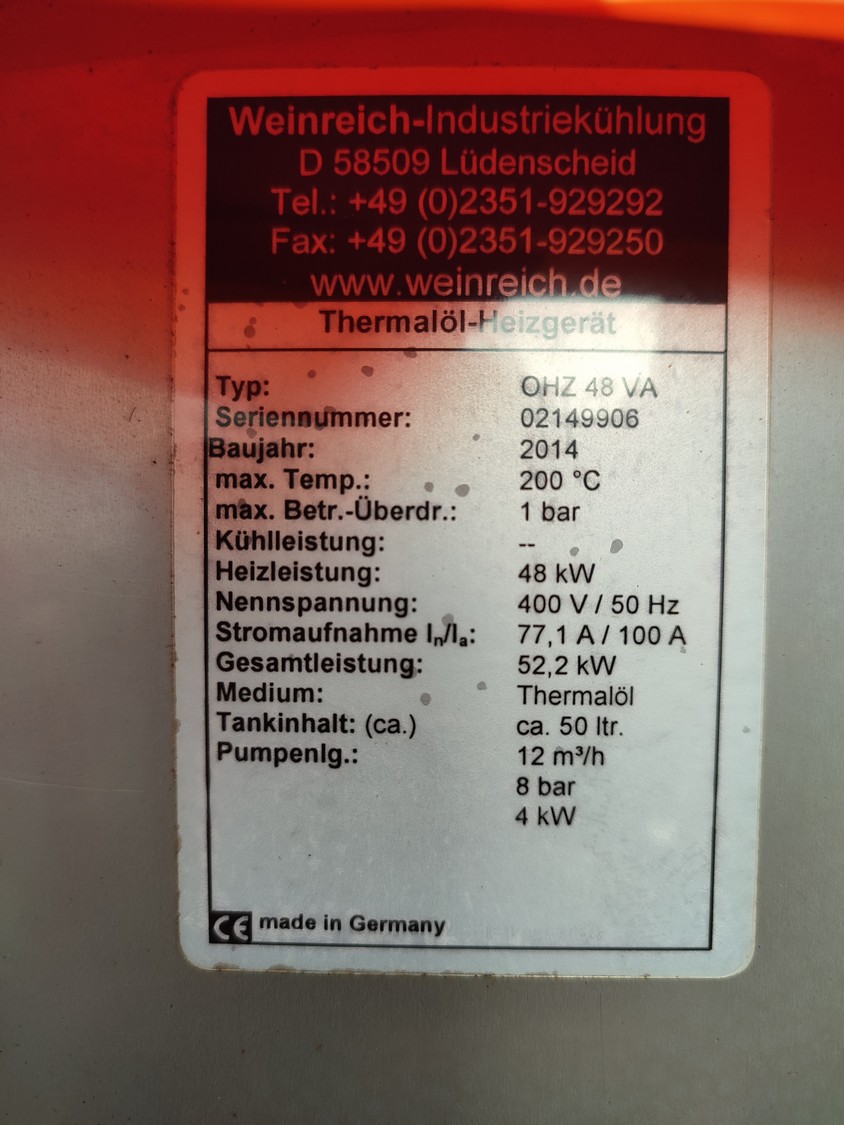 Weinreich-Industriekühlung
D 58509 Lüdenscheid
Tel.: +49 (0)2351-929292
Fax: +49 (0)2351-929250
www.weinreich.de
Thermalöl-Heizgerät
Typ: OHZ 48 VA
Seriennummer: 02149906
Baujahr: 2014
max. Temp.: 200 °C
max. Betr.-Überdr.: 1 bar
Kühlleistung: --
Heizleistung: 48 kW
Nennspannung: 400 V / 50 Hz
Stromaufnahme Iₙ/Iₐ: 77,1 A / 100 A
Gesamtleistung: 52,2 kW
Medium: Thermalöl
Tankinhalt: (ca.) ca. 50 ltr.
Pumpenlg.: 12 m³/h
8 bar
4 kW
CE made in Germany